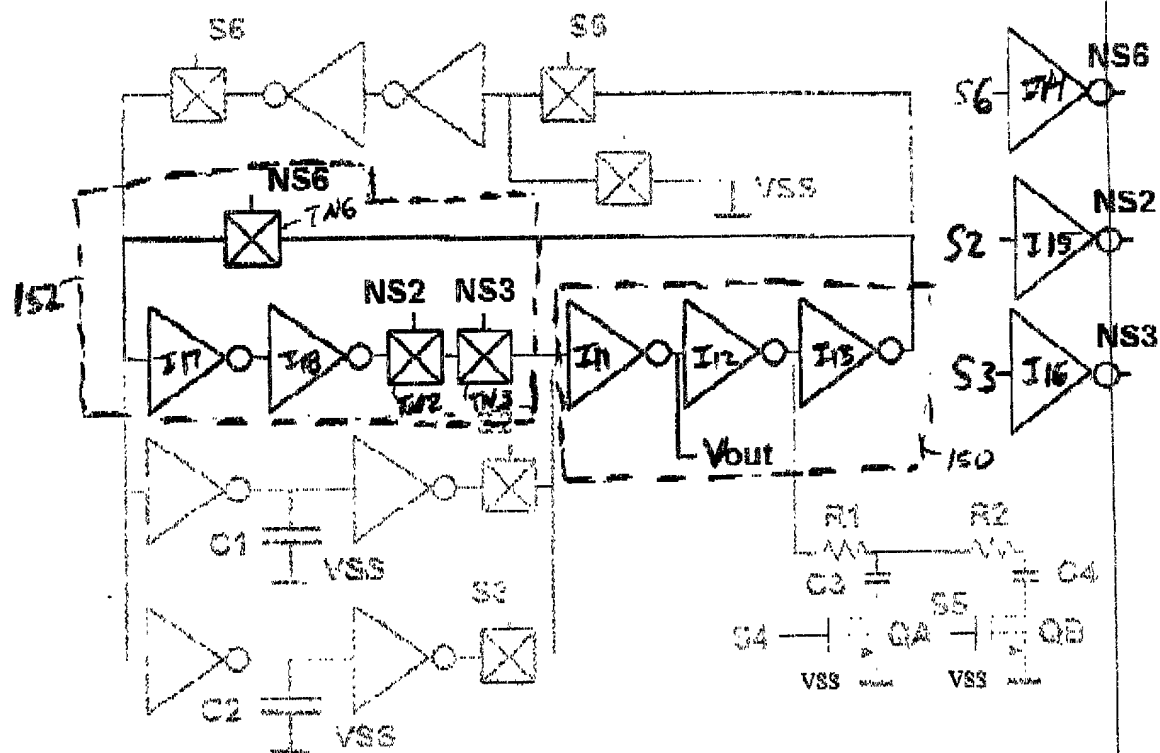 S6
S6
NS6
S6
I14
VSS
NS6
TN6
NS2
S2
I15
152
NS2
NS3
NS3
I17
I18
I11
I12
I13
S3
I16
TN2
TN3
Vout
150
R1
R2
C1
VSS
C3
C4
S3
S5
S4
QA
QB
C2
VSS
VSS
VSS